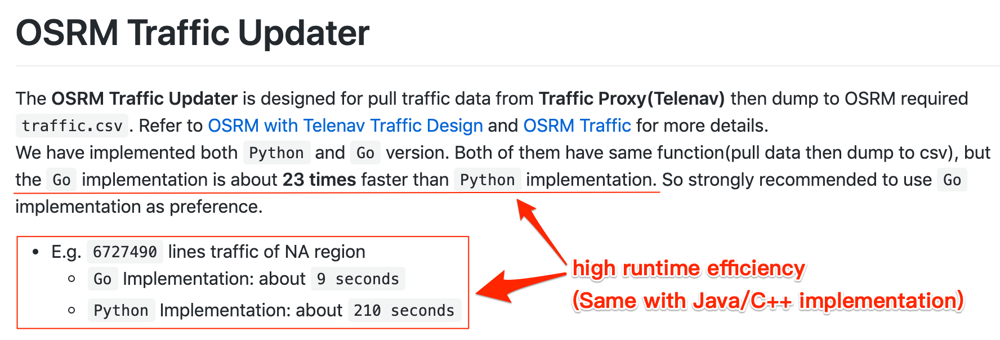 OSRM Traffic Updater
The OSRM Traffic Updater is designed for pull traffic data from Traffic Proxy(Telenav) then dump to OSRM required
traffic.csv. Refer to OSRM with Telenav Traffic Design and OSRM Traffic for more details.
We have implemented both Python and Go version. Both of them have same function(pull data then dump to csv), but
the Go implementation is about 23 times faster than Python implementation. So strongly recommended to use Go
implementation as preference.
• E.g. 6727490 lines traffic of NA region
◦ Go Implementation: about 9 seconds
◦ Python Implementation: about 210 seconds
high runtime efficiency
(Same with Java/C++ implementation)